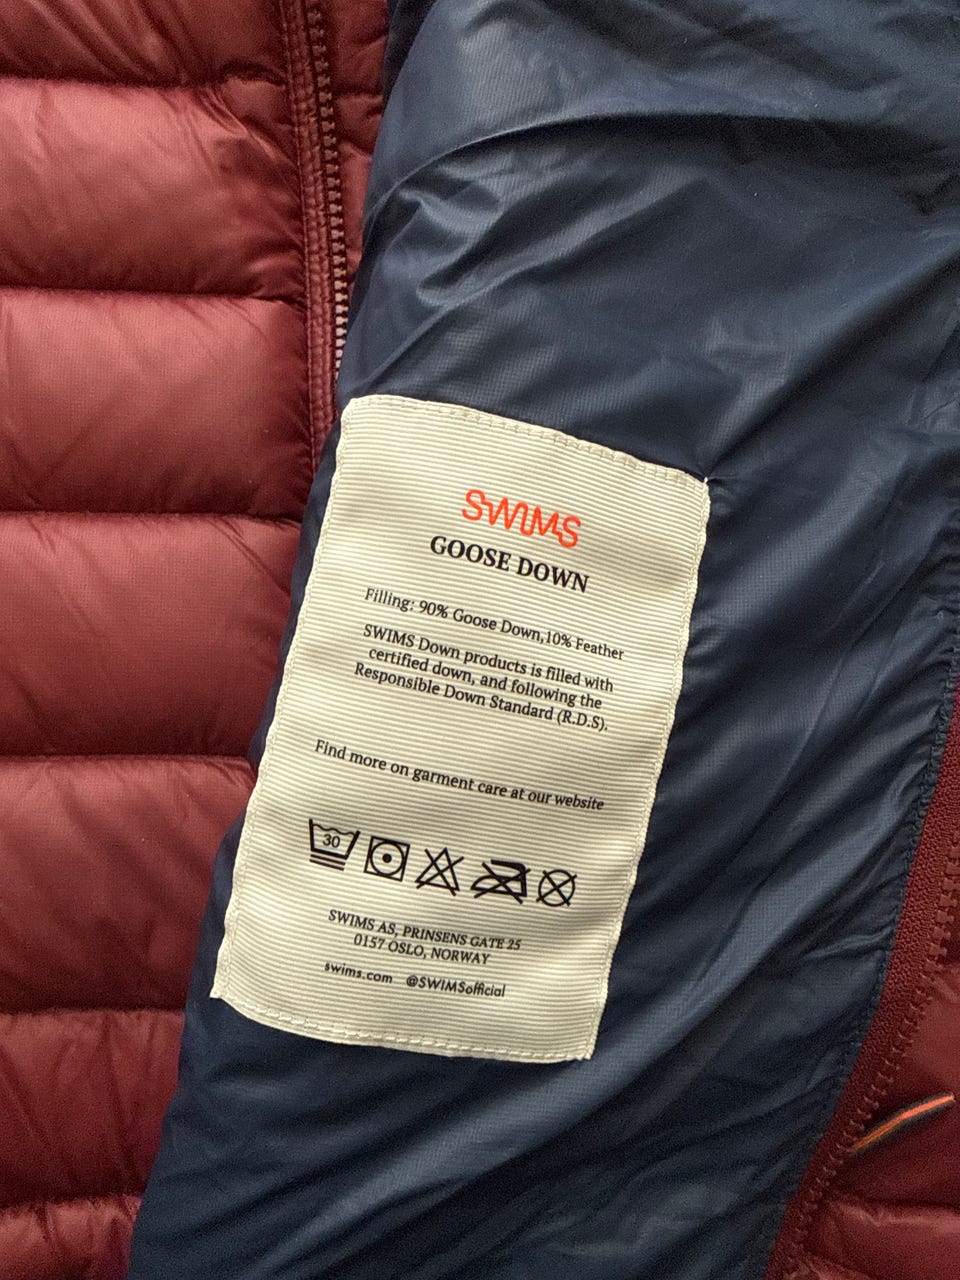 SWIMS
GOOSE DOWN
Filling: 90% Goose Down,10% Feather
SWIMS Down products is filled with
certified down, and following the
Responsible Down Standard (R.D.S).
Find more on garment care at our website
30
SWIMS AS, PRINSENS GATE 25
0157 OSLO, NORWAY
swims.com @SWIMSofficial